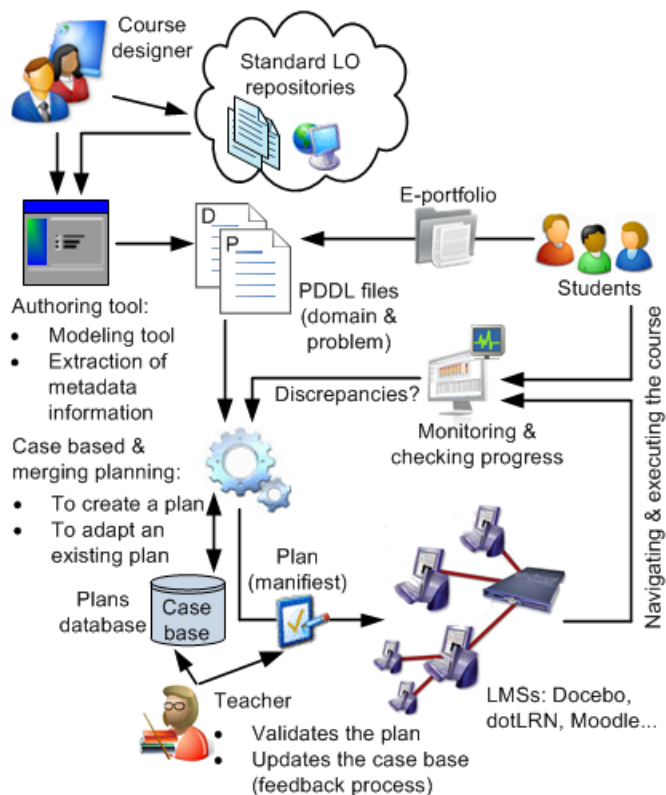 Course
designer
Standard LO
repositories
E-portfolio
D
P
Students
PDDL files
(domain &
problem)
Authoring tool:
• Modeling tool
• Extraction of
metadata
information
Discrepancies?
Monitoring &
checking progress
Navigating & executing the course
Case based &
merging planning:
• To create a plan
• To adapt an
existing plan
Plan
(manifiest)
Plans
database
Case
base
LMSs: Docebo,
dotLRN, Moodle...
Teacher
• Validates the plan
• Updates the case base
(feedback process)